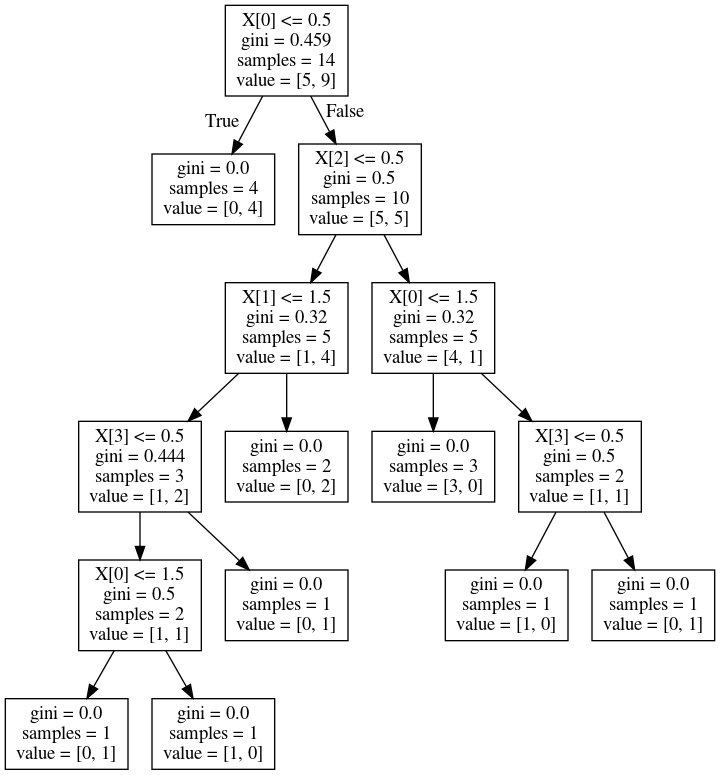 X[0] <= 0.5
gini = 0.459
samples = 14
value = [5, 9]
True
False
gini = 0.0
samples = 4
value = [0, 4]
X[2] <= 0.5
gini = 0.5
samples = 10
value = [5, 5]
X[1] <= 1.5
gini = 0.32
samples = 5
value = [1, 4]
X[0] <= 1.5
gini = 0.32
samples = 5
value = [4, 1]
X[3] <= 0.5
gini = 0.444
samples = 3
value = [1, 2]
gini = 0.0
samples = 2
value = [0, 2]
gini = 0.0
samples = 3
value = [3, 0]
X[3] <= 0.5
gini = 0.5
samples = 2
value = [1, 1]
X[0] <= 1.5
gini = 0.5
samples = 2
value = [1, 1]
gini = 0.0
samples = 1
value = [0, 1]
gini = 0.0
samples = 1
value = [1, 0]
gini = 0.0
samples = 1
value = [0, 1]
gini = 0.0
samples = 1
value = [0, 1]
gini = 0.0
samples = 1
value = [1, 0]